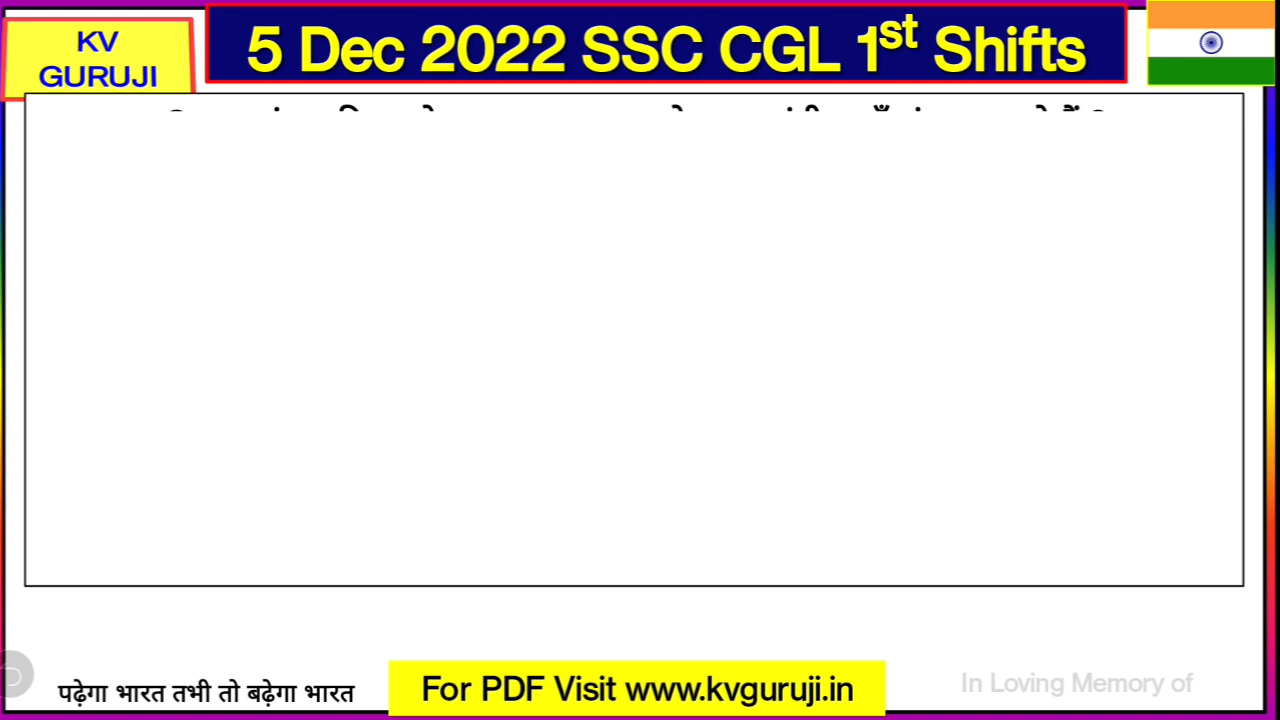 KV
GURUJI
5 Dec 2022 SSC CGL 1st Shifts
पढ़ेगा भारत तभी तो बढ़ेगा भारत
For PDF Visit www.kvguruji.in
In Loving Memory of